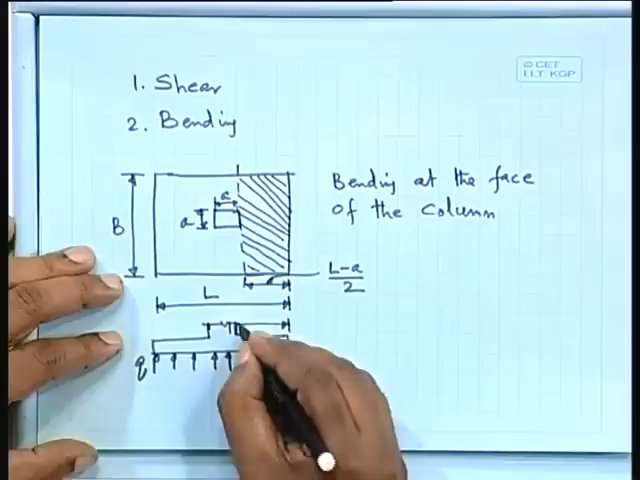 © CET
I.I.T. KGP
1. Shear
2. Bending
a
a
B
L
L-a
2
Bending at the face
of the column
q